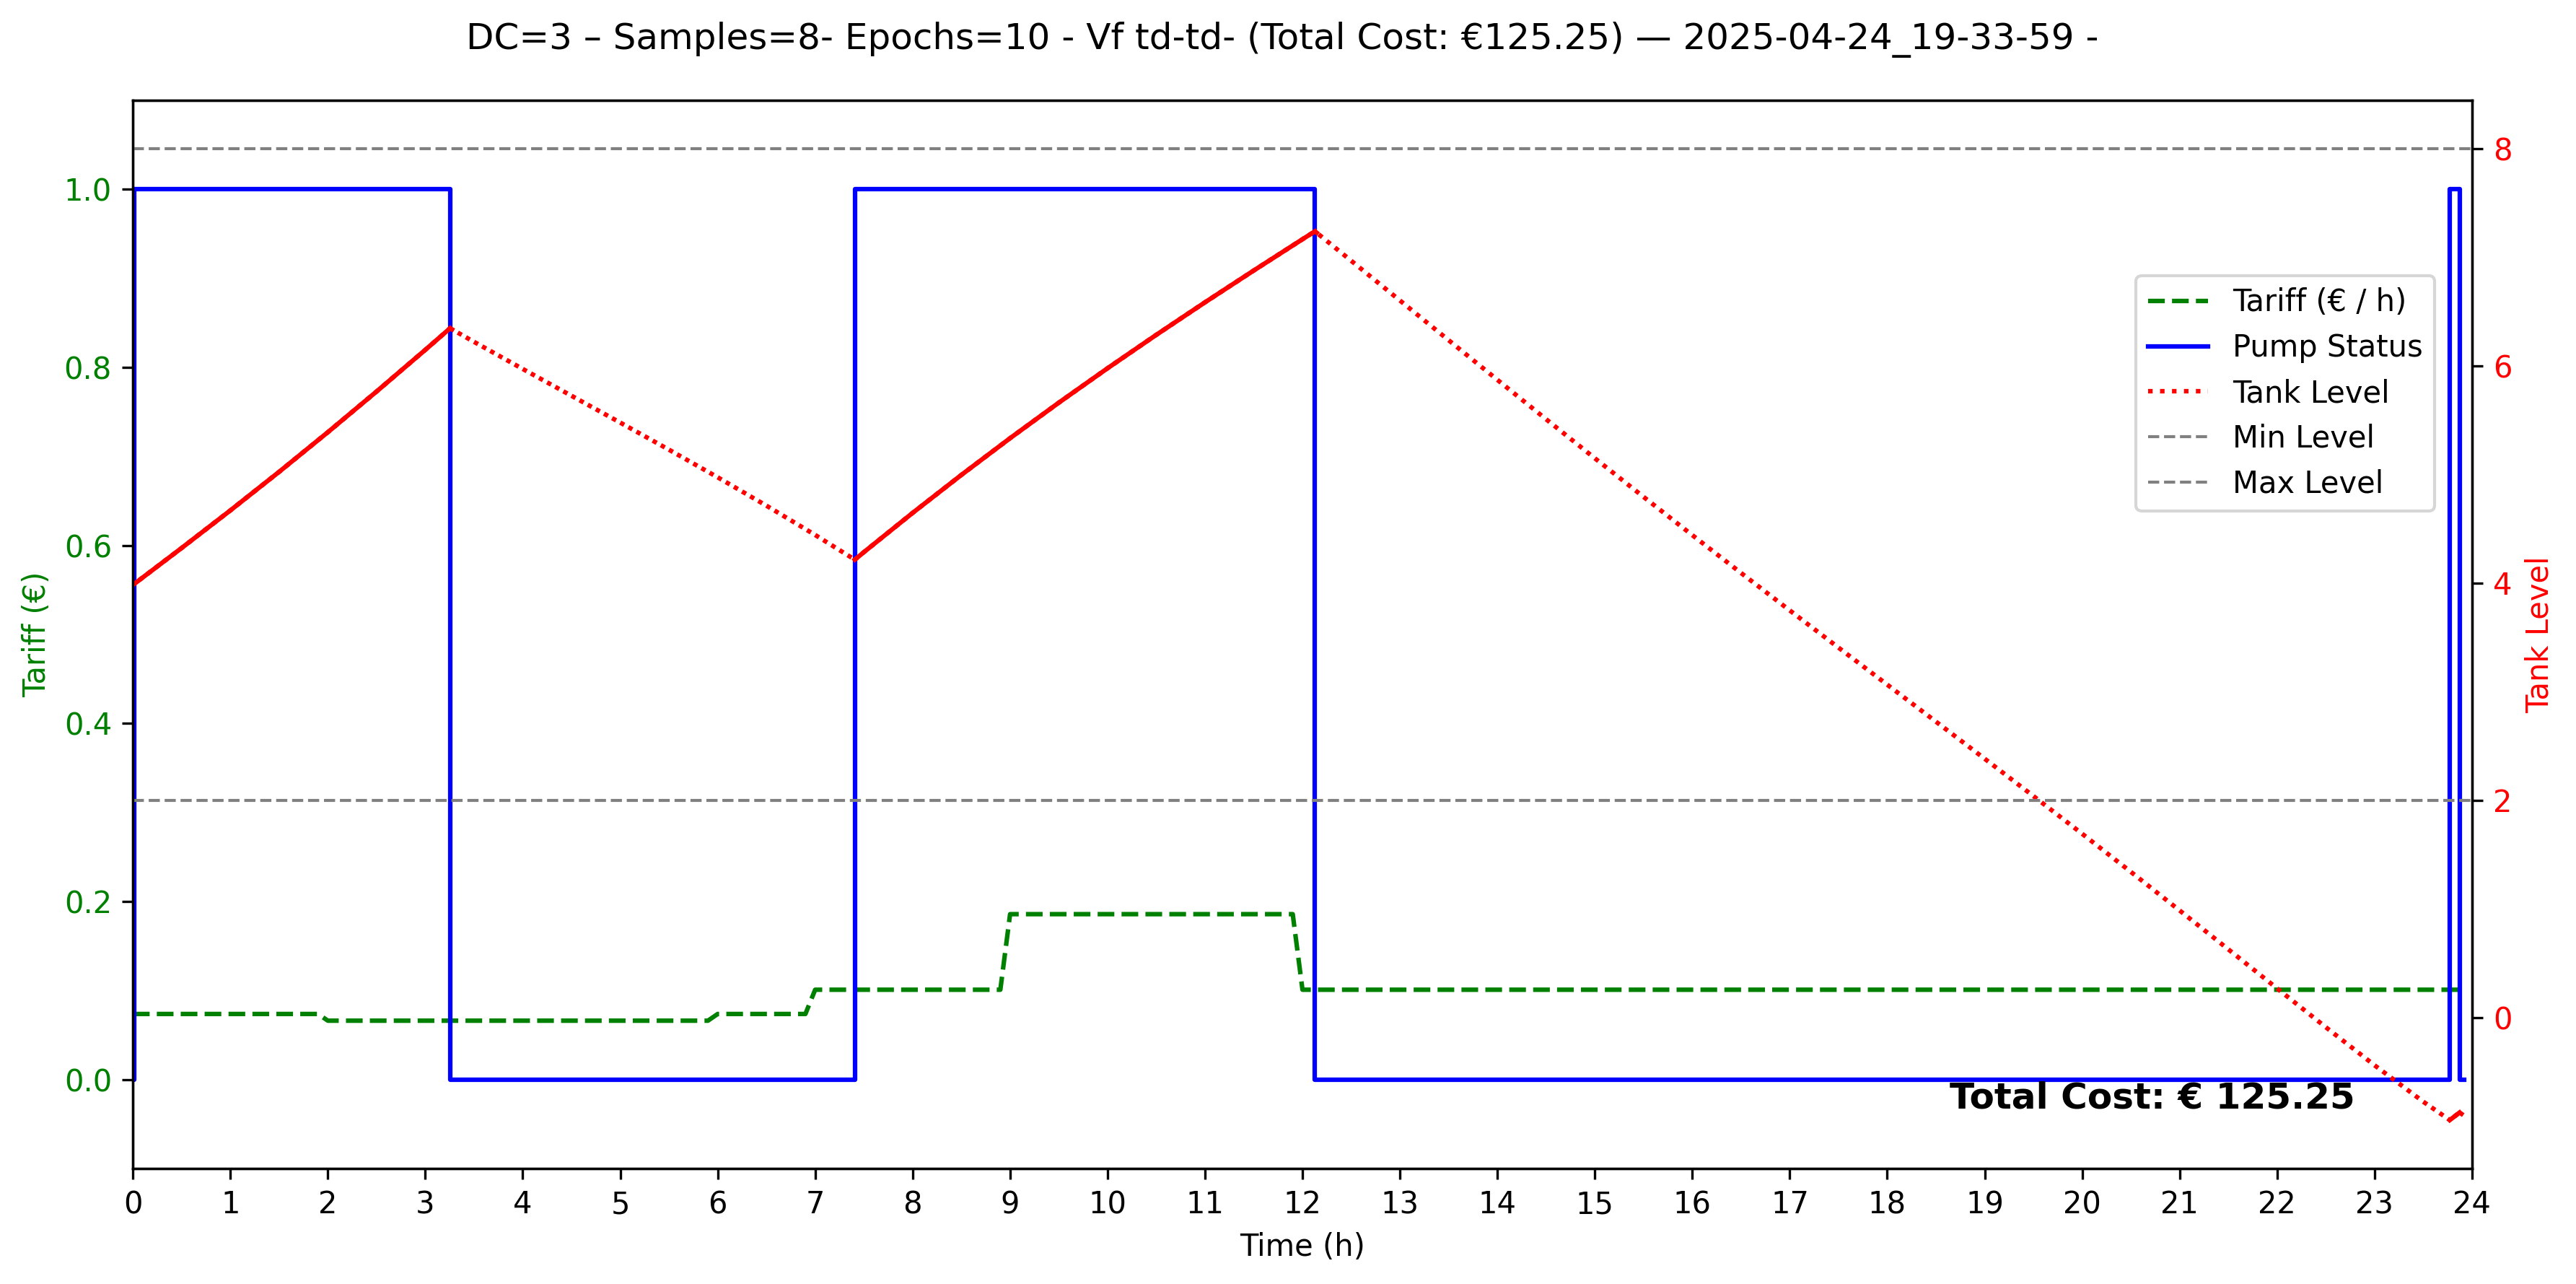 DC=3 – Samples=8- Epochs=10 - Vf td-td- (Total Cost: €125.25) — 2025-04-24_19-33-59 -
1.0
0.8
0.6
0.4
0.2
0.0
Tariff (€)
8
6
4
2
0
Tank Level
Tariff (€ / h)
Pump Status
Tank Level
Min Level
Max Level
Total Cost: € 125.25
0 1 2 3 4 5 6 7 8 9 10 11 12 13 14 15 16 17 18 19 20 21 22 23 24
Time (h)